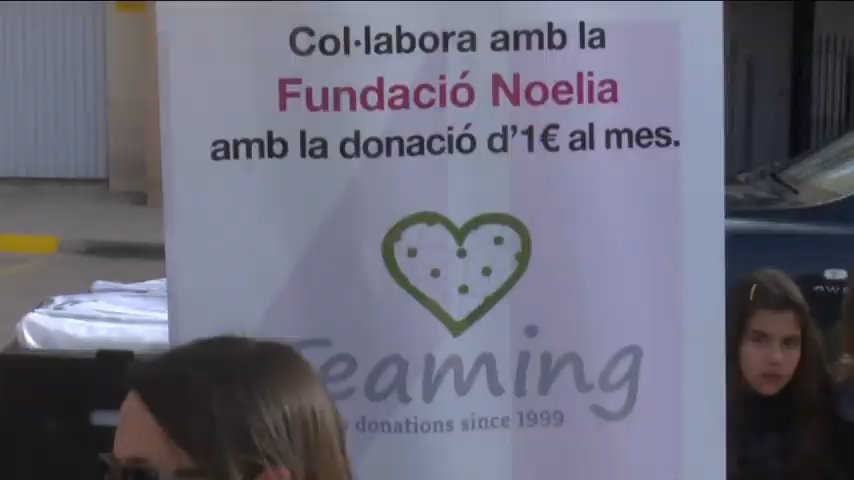 Col·labora amb la
Fundació Noelia
amb la donació d'1€ al mes.
Teaming
donations since 1999